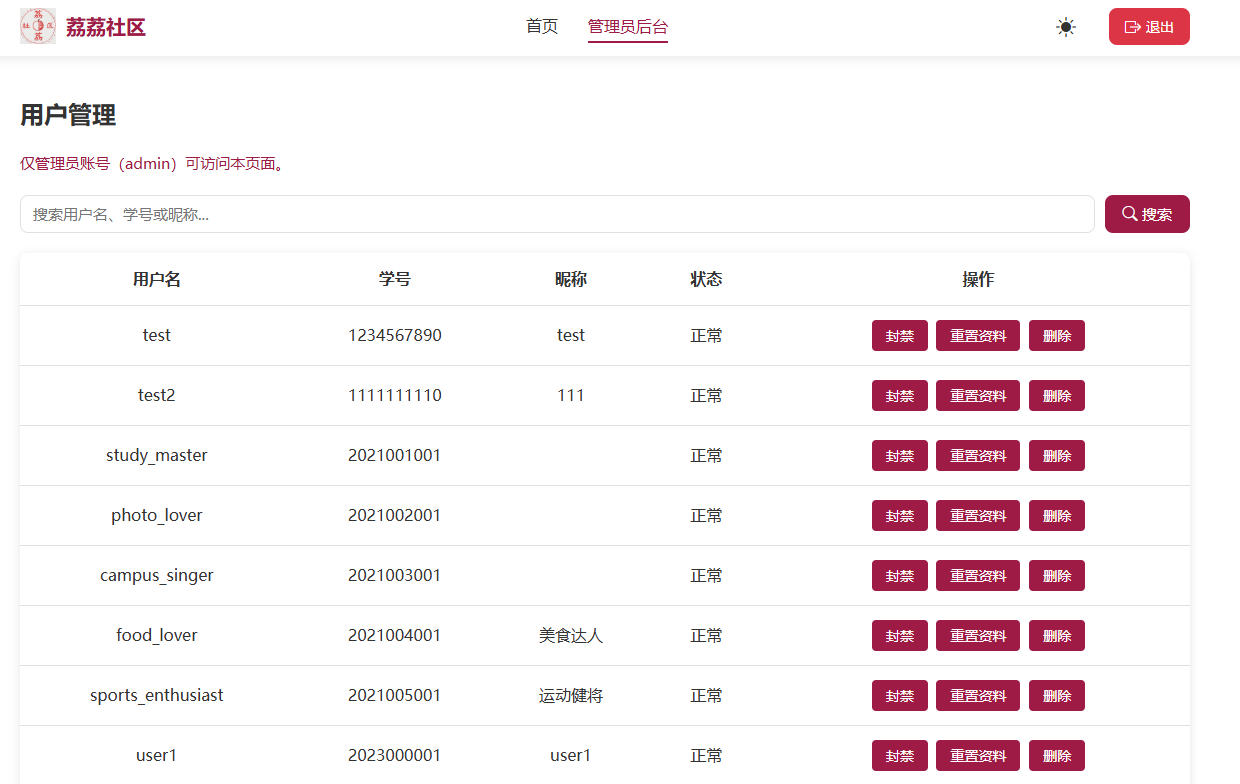 荔荔社区 首页 管理员后台 退出
用户管理
仅管理员账号（admin）可访问本页面。
搜索用户名、学号或昵称... 搜索
用户名 学号 昵称 状态 操作
test 1234567890 test 正常 封禁 重置资料 删除
test2 1111111110 111 正常 封禁 重置资料 删除
study_master 2021001001 正常 封禁 重置资料 删除
photo_lover 2021002001 正常 封禁 重置资料 删除
campus_singer 2021003001 正常 封禁 重置资料 删除
food_lover 2021004001 美食达人 正常 封禁 重置资料 删除
sports_enthusiast 2021005001 运动健将 正常 封禁 重置资料 删除
user1 2023000001 user1 正常 封禁 重置资料 删除